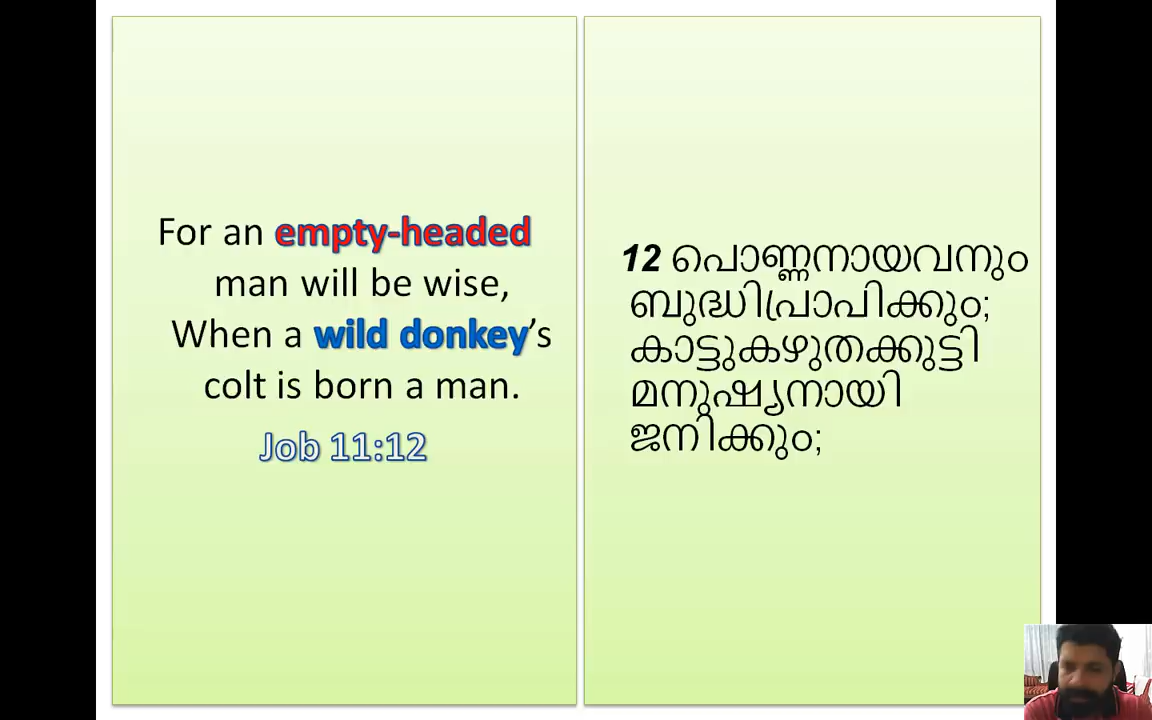 For an empty-headed
man will be wise,
When a wild donkey’s
colt is born a man.
Job 11:12
12 പൊണ്ണനായവനും
ബുദ്ധിപ്രാപിക്കും;
കാട്ടുകഴുതക്കുട്ടി
മനുഷ്യനായി
ജനിക്കും;